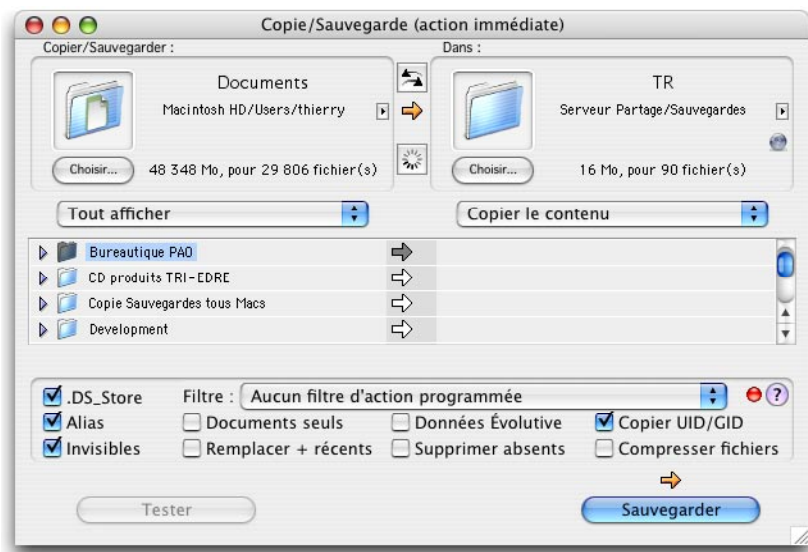 Copie/Sauvegarde (action immédiate)
Copier/Sauvegarder :
Dans :
Documents
Macintosh HD/Users/thierry
Choisir...
48 348 Mo, pour 29 806 fichier(s)
TR
Serveur Partage/Sauvegardes
Choisir...
16 Mo, pour 90 fichier(s)
Tout afficher
Copier le contenu
Bureautique PAO
CD produits TRI-EDRE
Copie Sauvegardes tous Macs
Development
.DS_Store Filtre : Aucun filtre d'action programmée ?
Alias Documents seuls Données Évolutive Copier UID/GID
Invisibles Remplacer + récents Supprimer absents Compresser fichiers
Tester Sauvegarder